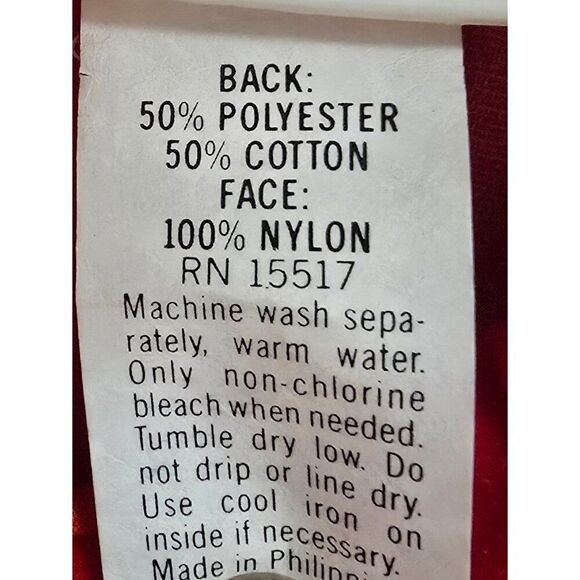 BACK:
50% POLYESTER
50% COTTON
FACE:
100% NYLON
RN 15517
Machine wash sepa-
rately, warm water.
Only non-chlorine
bleach when needed.
Tumble dry low. Do
not drip or line dry.
Use cool iron on
inside if necessary.
Made in